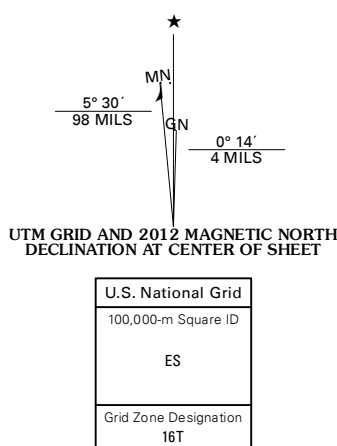 ★
MN.
5° 30´
98 MILS
GN
0° 14´
4 MILS
UTM GRID AND 2012 MAGNETIC NORTH
DECLINATION AT CENTER OF SHEET
U.S. National Grid
100,000-m Square ID
ES
Grid Zone Designation
16T